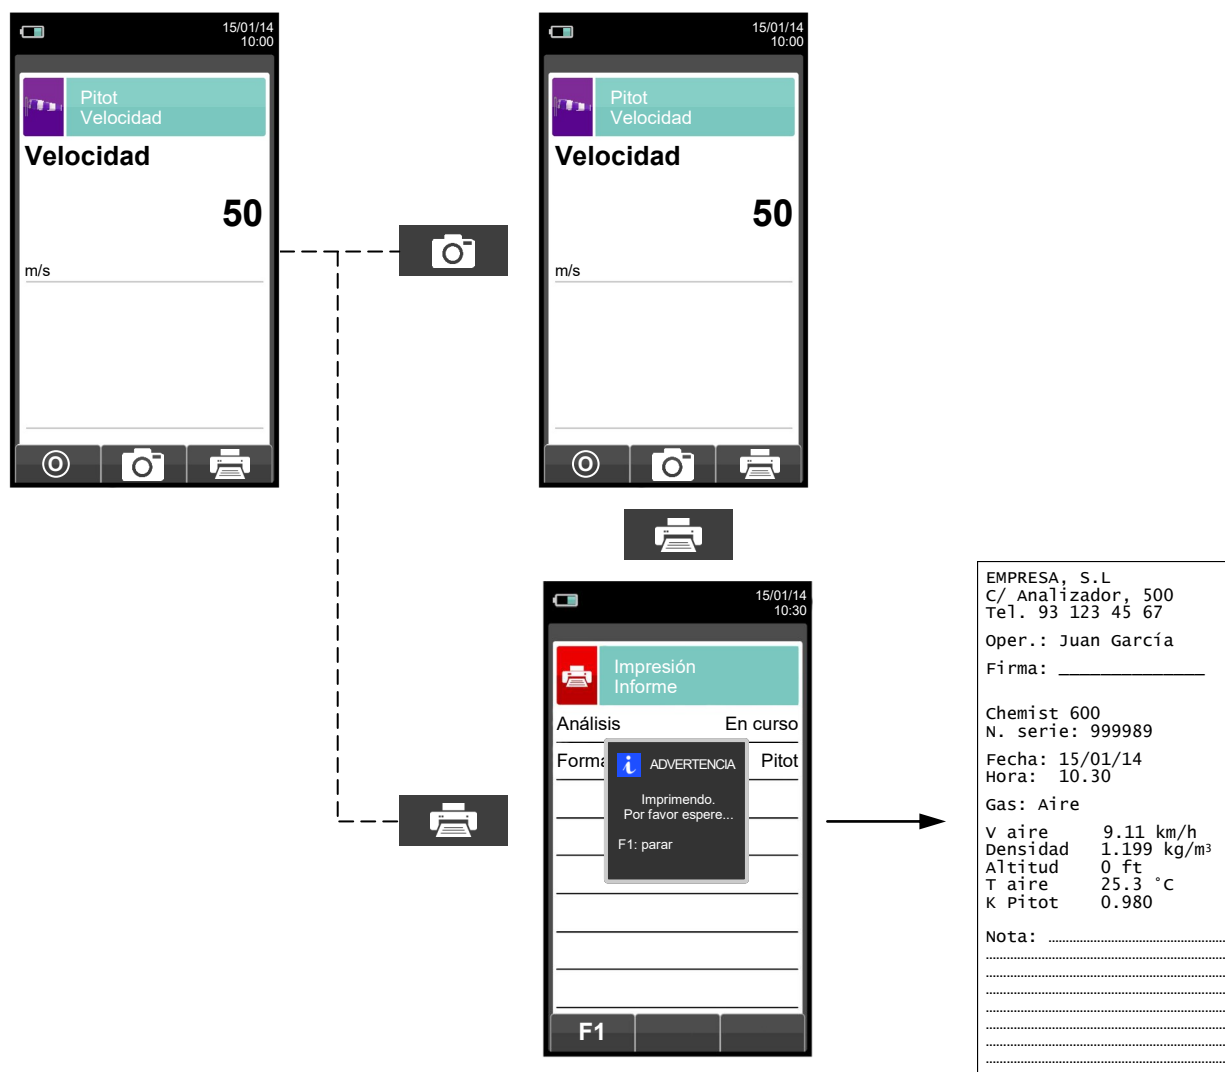 15/01/14
10:00
Pitot
Velocidad
Velocidad
50
m/s
15/01/14
10:00
Pitot
Velocidad
Velocidad
50
m/s
15/01/14
10:30
Impresión
Informe
Análisis En curso
Forma Pitot
i ADVERTENCIA
Imprimendo.
Por favor espere...
F1: parar
F1
EMPRESA, S.L
C/ Analizador, 500
Tel. 93 123 45 67
Oper.: Juan García
Firma: ______________
Chemist 600
N. serie: 999989
Fecha: 15/01/14
Hora: 10.30
Gas: Aire
V aire 9.11 km/h
Densidad 1.199 kg/m³
Altitud 0 ft
T aire 25.3 °C
K Pitot 0.980
Nota: